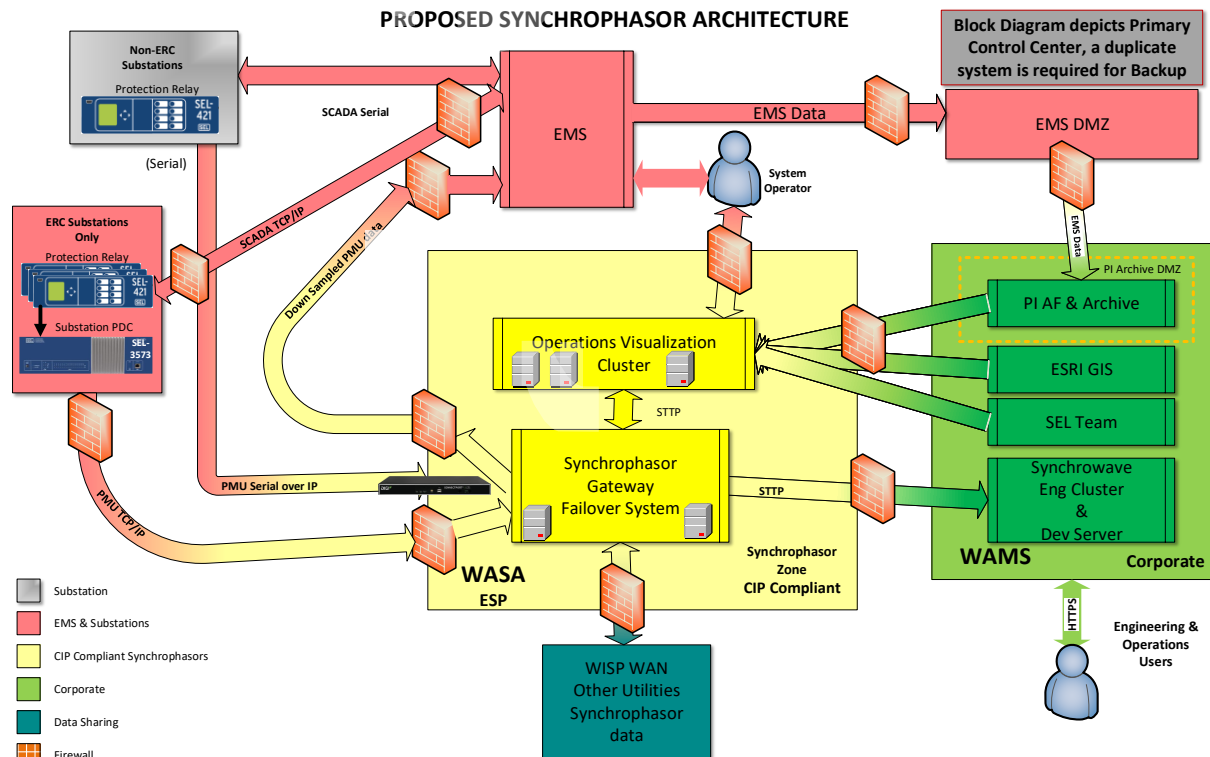 PROPOSED SYNCHROPHASOR ARCHITECTURE
Block Diagram depicts Primary
Control Center, a duplicate
system is required for Backup
Non-ERC
Substations
Protection Relay
SEL-
421
SEL
(Serial)
SCADA Serial
EMS
EMS Data
EMS DMZ
System
Operator
ERC Substations
Only
Protection Relay
SEL-
421
SEL
Substation PDC
SEL-
3573
SCADA TCP/IP
Down Sampled PMU data
EMS Data
PI Archive DMZ
PI AF & Archive
Operations Visualization
Cluster
ESRI GIS
STTP
SEL Team
Synchrophasor
Gateway
Failover System
PMU Serial over IP
STTP
Synchrowave
Eng Cluster
&
Dev Server
PMU TCP/IP
WASA
ESP
Synchrophasor
Zone
CIP Compliant
WAMS
Corporate
HTTPS
Engineering &
Operations
Users
WISP WAN
Other Utilities
Synchrophasor
data
Substation
EMS & Substations
CIP Compliant Synchrophasors
Corporate
Data Sharing
Firewall